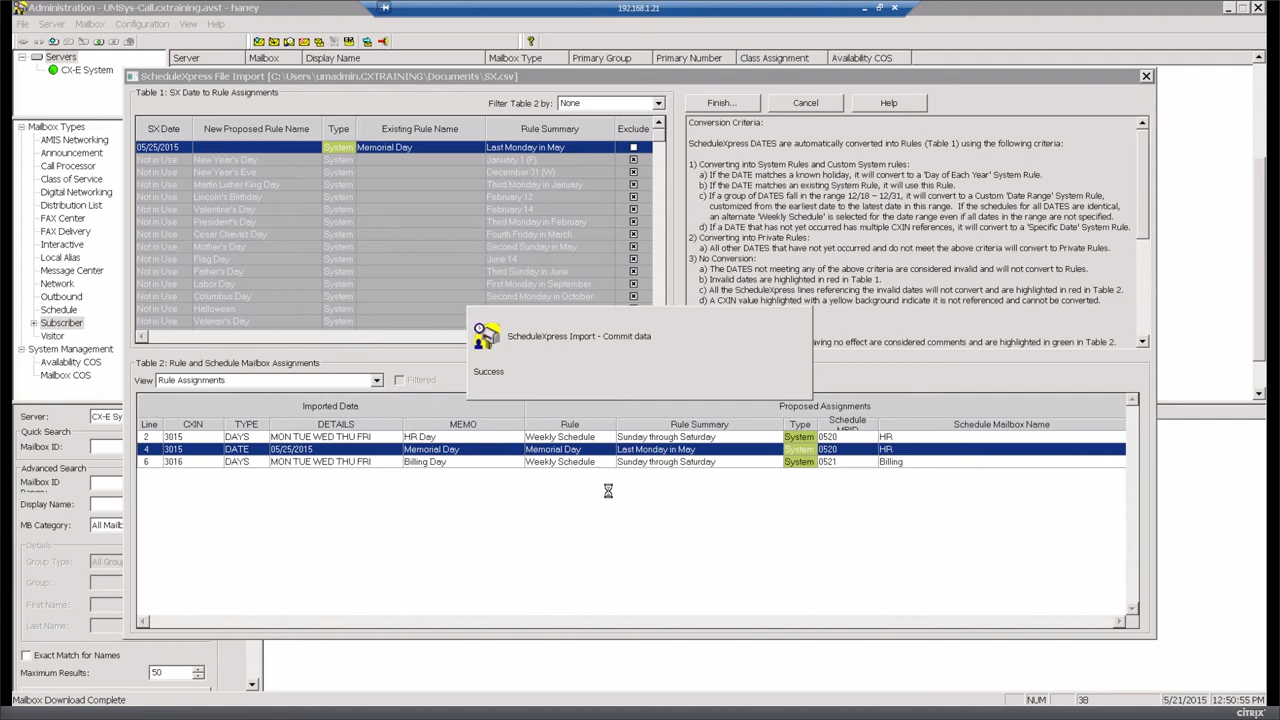 Administration - UMSys-Call.cxtraining.avst - haney
192.168.1.21
File Server Mailbox Configuration View Help
Servers
CX-E System
Server Mailbox Display Name Mailbox Type Primary Group Primary Number Class Assignment Availability COS
ScheduleXpress File Import [C:\Users\umadmin.CXTRAINING\Documents\SX.csv]
Table 1: SX Date to Rule Assignments
Filter Table 2 by: None
Finish... Cancel Help
SX Date New Proposed Rule Name Type Existing Rule Name Rule Summary Exclude
05/25/2015 System Memorial Day Last Monday in May
Not in Use New Year's Day System January 1 (F)
Not in Use New Year's Eve System December 31 (W)
Not in Use Martin Luther King Day System Third Monday in January
Not in Use Lincoln's Birthday System February 12
Not in Use Valentine's Day System February 14
Not in Use President's Day System Third Monday in February
Not in Use Cesar Chavez Day System Fourth Friday in March
Not in Use Mother's Day System Second Sunday in May
Not in Use Flag Day System June 14
Not in Use Father's Day System Third Sunday in June
Not in Use Labor Day System First Monday in September
Not in Use Columbus Day System Second Monday in October
Not in Use Halloween System
Not in Use Veteran's Day System
Conversion Criteria:
ScheduleXpress DATES are automatically converted into Rules (Table 1) using the following criteria:
1) Converting into System Rules and Custom System rules:
a) If the DATE matches a known holiday, it will convert to a 'Day of Each Year' System Rule.
b) If the DATE matches an existing System Rule, it will use this Rule.
c) If a group of DATES fall in the range 12/18 – 12/31, it will convert to a Custom 'Date Range' System Rule,
customized from the earliest date to the latest date in this range. If the schedules for all DATES are identical,
an alternate 'Weekly Schedule' is selected for the date range even if all dates in the range are not specified.
d) If a DATE that has not yet occurred has multiple CXIN references, it will convert to a 'Specific Date' System Rule.
2) Converting into Private Rules:
a) All other DATES that have not yet occurred and do not meet the above criteria will convert to Private Rules.
3) No Conversion:
a) The DATES not meeting any of the above criteria are considered invalid and will not convert to Rules.
b) Invalid dates are highlighted in red in Table 1.
c) All the ScheduleXpress lines referencing the invalid dates will not convert and are highlighted in red in Table 2.
d) A CXIN value highlighted with a yellow background indicate it is not referenced and cannot be converted.
having no effect are considered comments and are highlighted in green in Table 2.
ScheduleXpress Import - Commit data
Success
Mailbox Types
AMIS Networking
Announcement
Call Processor
Class of Service
Digital Networking
Distribution List
FAX Center
FAX Delivery
Interactive
Local Alias
Message Center
Network
Outbound
Schedule
Subscriber
Visitor
System Management
Availability COS
Mailbox COS
Table 2: Rule and Schedule Mailbox Assignments
View Rule Assignments Filtered
Imported Data Proposed Assignments
Line CXIN TYPE DETAILS MEMO Rule Rule Summary Type Schedule MBID Schedule Mailbox Name
2 3015 DAYS MON TUE WED THU FRI HR Day Weekly Schedule Sunday through Saturday System 0520 HR
4 3015 DATE 05/25/2015 Memorial Day Memorial Day Last Monday in May System 0520 HR
6 3016 DAYS MON TUE WED THU FRI Billing Day Weekly Schedule Sunday through Saturday System 0521 Billing
Server: CX-E Sy
Quick Search
Mailbox ID:
Advanced Search
Mailbox ID
Display Name:
MB Category: All Mailb
Details
Group Type: All Group
Group:
First Name:
Last Name:
Exact Match for Names
Maximum Results: 50
Mailbox Download Complete
NUM 38 5/21/2015 12:50:55 PM
CITRIX